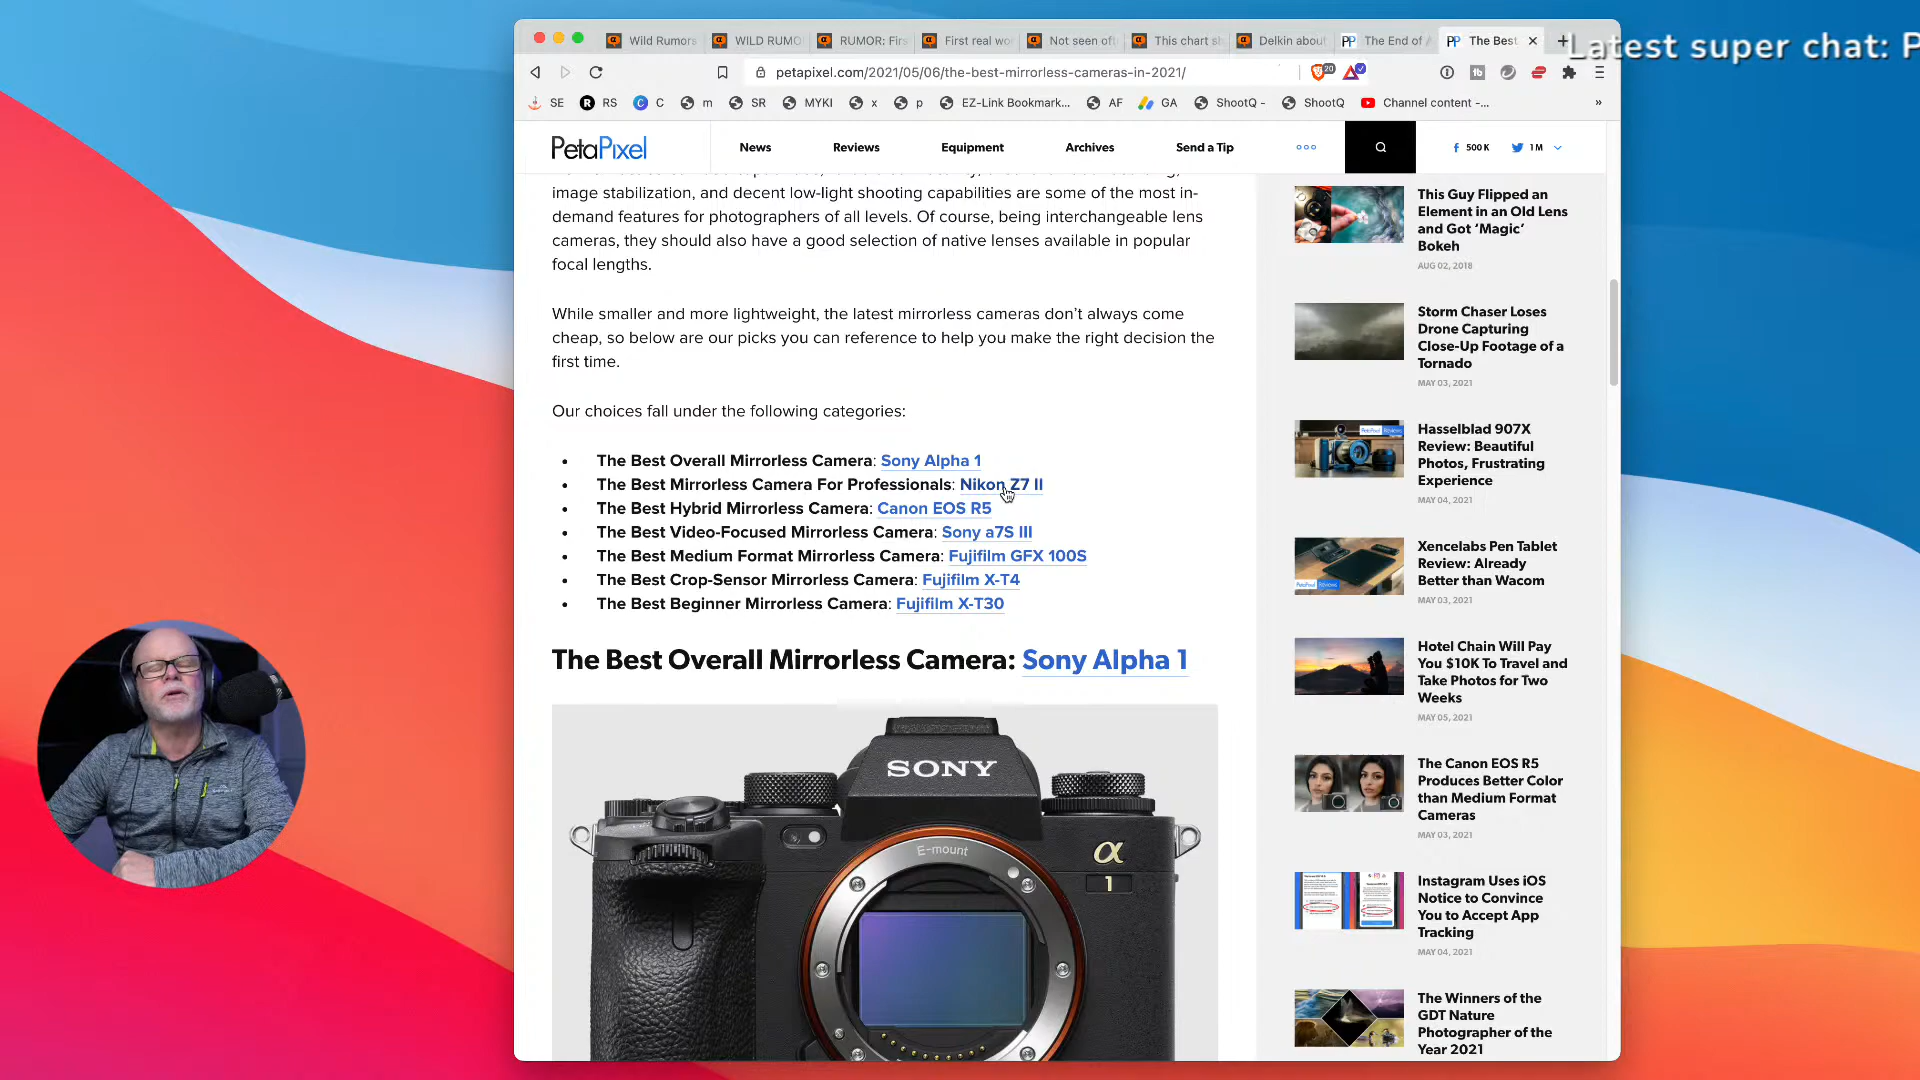 Wild Rumors
WILD RUMO
RUMOR: Firs
First real wo
Not seen oft
This chart sh
Delkin about
The End of
The Best
Latest super chat: P
petapixel.com/2021/05/06/the-best-mirrorless-cameras-in-2021/
20
SE
RS
C
m
SR
MYKI
x
p
EZ-Link Bookmark...
AF
GA
ShootQ -
ShootQ
Channel content -...
»
PetaPixel
News
Reviews
Equipment
Archives
Send a Tip
500 K
1 M
image stabilization, and decent low-light shooting capabilities are some of the most in-
demand features for photographers of all levels. Of course, being interchangeable lens
cameras, they should also have a good selection of native lenses available in popular
focal lengths.
While smaller and more lightweight, the latest mirrorless cameras don’t always come
cheap, so below are our picks you can reference to help you make the right decision the
first time.
Our choices fall under the following categories:
• The Best Overall Mirrorless Camera: Sony Alpha 1
• The Best Mirrorless Camera For Professionals: Nikon Z7 II
• The Best Hybrid Mirrorless Camera: Canon EOS R5
• The Best Video-Focused Mirrorless Camera: Sony a7S III
• The Best Medium Format Mirrorless Camera: Fujifilm GFX 100S
• The Best Crop-Sensor Mirrorless Camera: Fujifilm X-T4
• The Best Beginner Mirrorless Camera: Fujifilm X-T30
The Best Overall Mirrorless Camera: Sony Alpha 1
SONY
E-mount
α
1
This Guy Flipped an
Element in an Old Lens
and Got ‘Magic’
Bokeh
AUG 02, 2018
Storm Chaser Loses
Drone Capturing
Close-Up Footage of a
Tornado
MAY 03, 2021
Hasselblad 907X
Review: Beautiful
Photos, Frustrating
Experience
MAY 04, 2021
Xencelabs Pen Tablet
Review: Already
Better than Wacom
MAY 03, 2021
Hotel Chain Will Pay
You $10K To Travel and
Take Photos for Two
Weeks
MAY 05, 2021
The Canon EOS R5
Produces Better Color
than Medium Format
Cameras
MAY 03, 2021
Instagram Uses iOS
Notice to Convince
You to Accept App
Tracking
MAY 04, 2021
The Winners of the
GDT Nature
Photographer of the
Year 2021